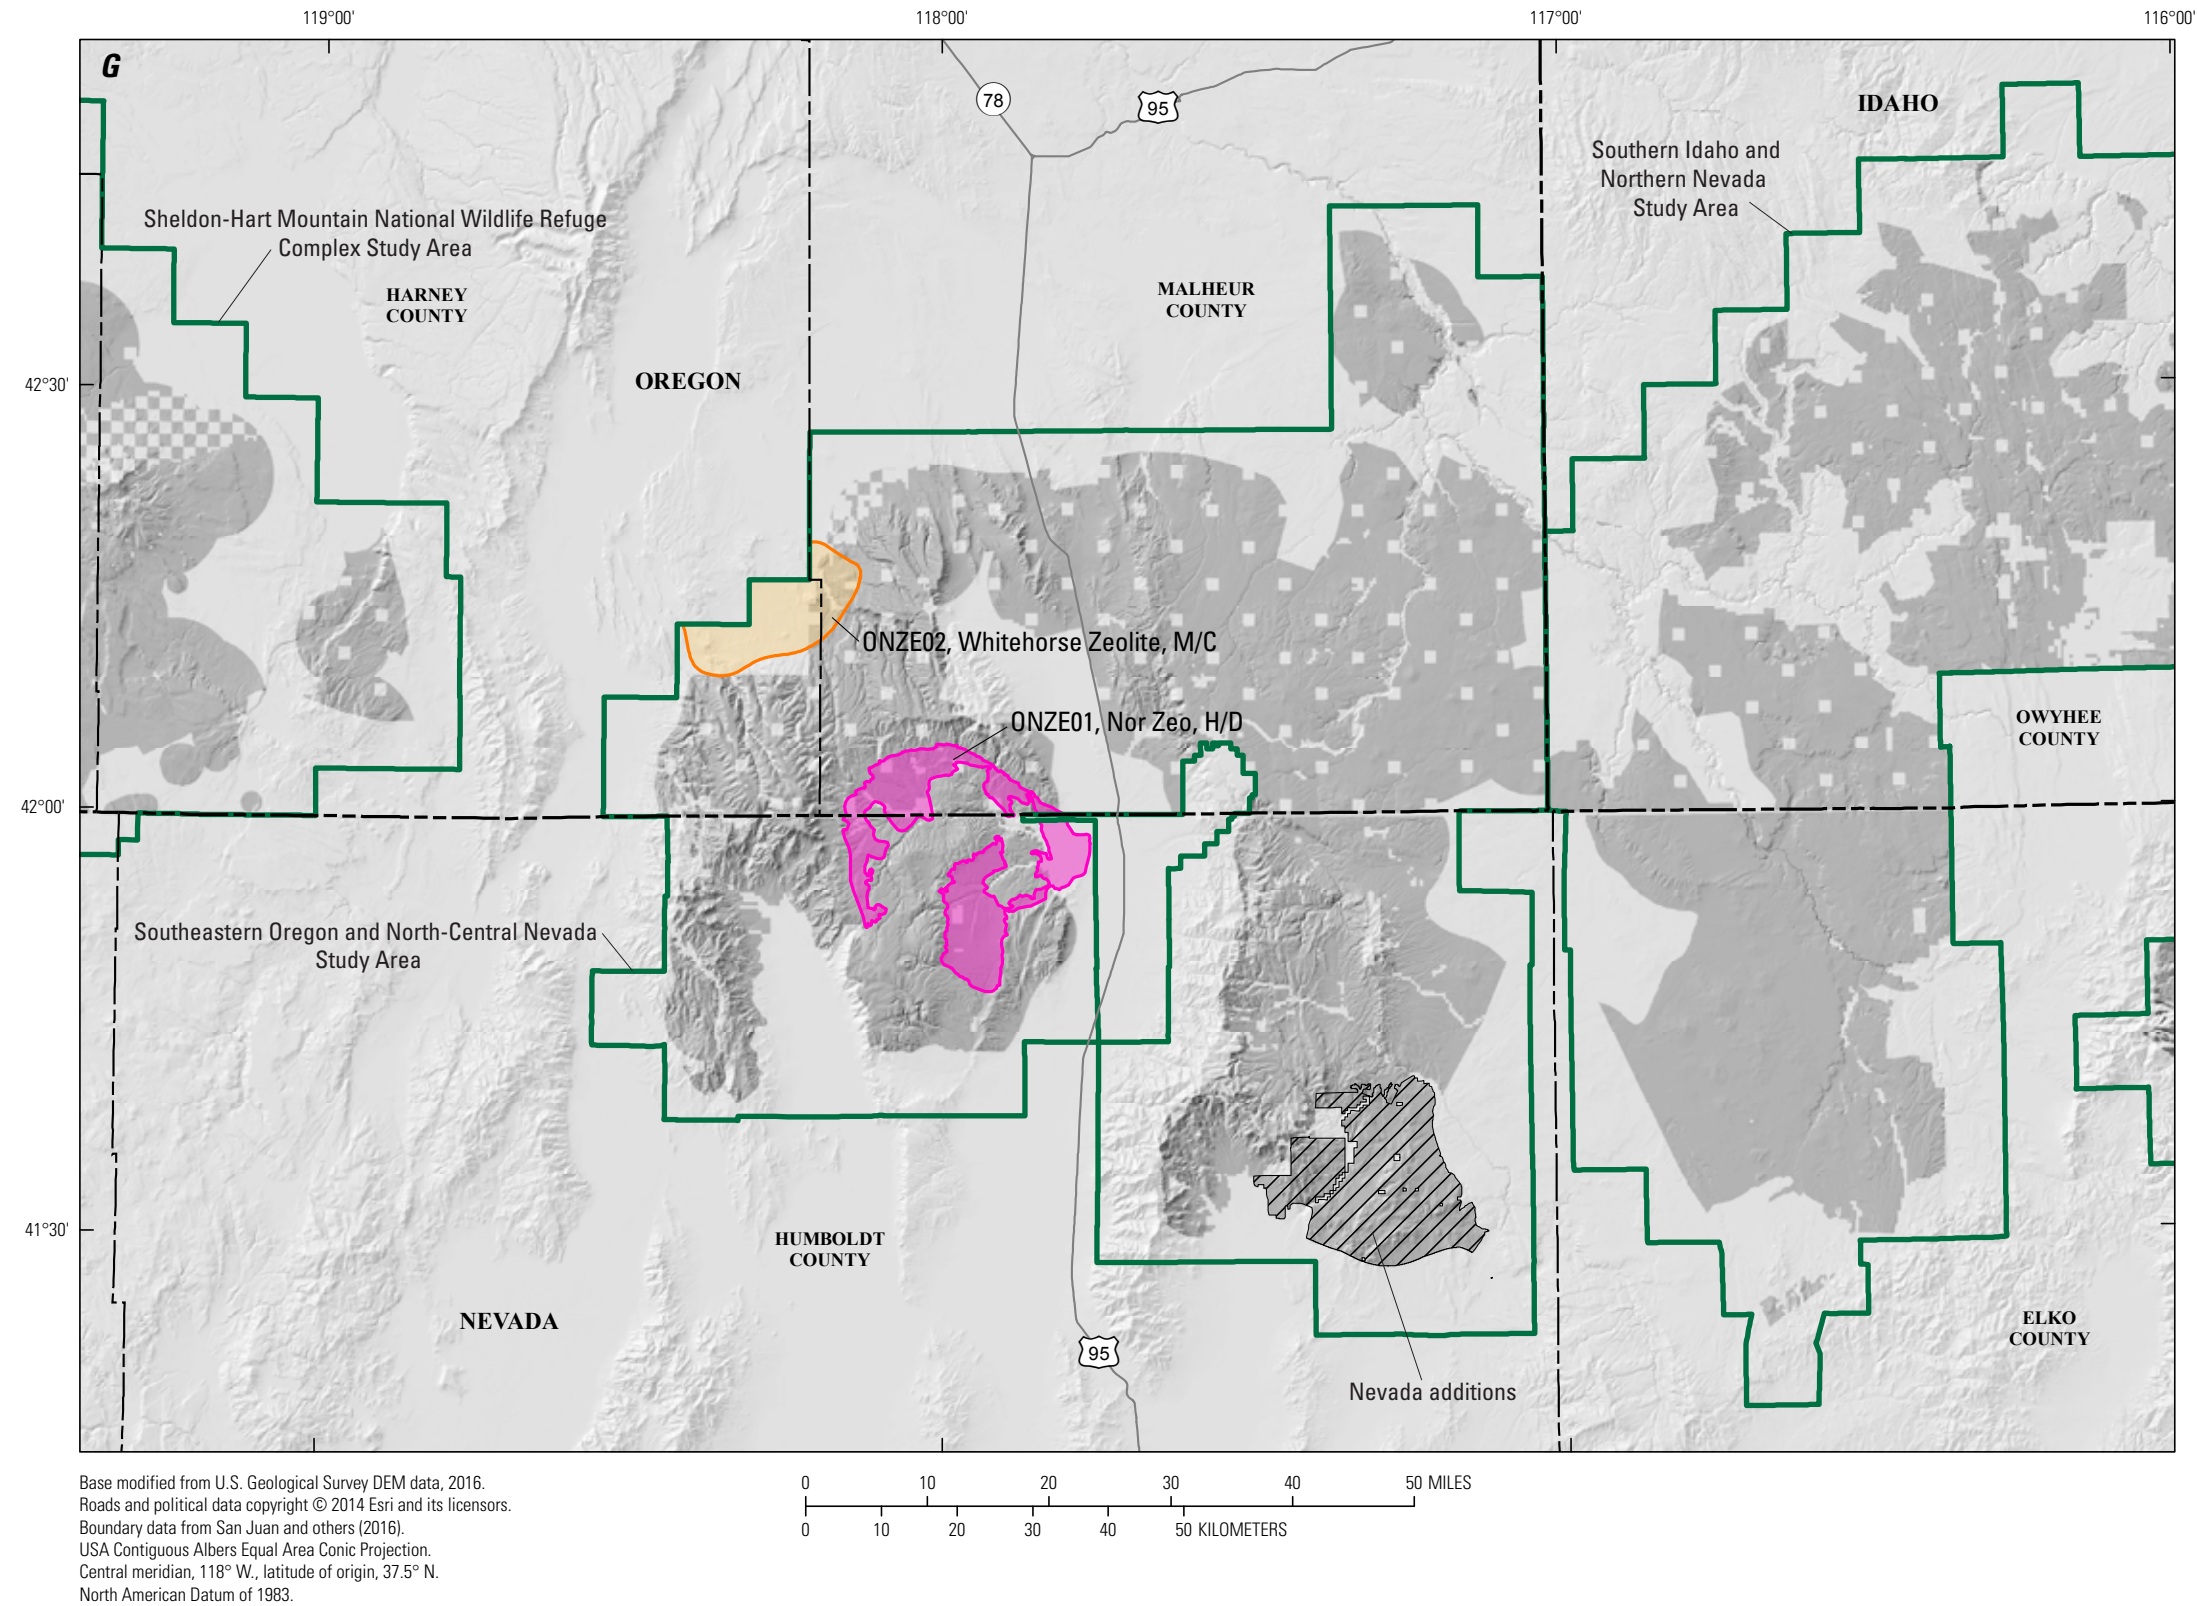 119°00'
118°00'
117°00'
116°00'
G
78
95
IDAHO
Southern Idaho and
Northern Nevada
Study Area
Sheldon-Hart Mountain National Wildlife Refuge
Complex Study Area
HARNEY
COUNTY
MALHEUR
COUNTY
42°30'
OREGON
ONZE02, Whitehorse Zeolite, M/C
ONZE01, Nor Zeo, H/D
OWYHEE
COUNTY
42°00'
Southeastern Oregon and North-Central Nevada
Study Area
41°30'
HUMBOLDT
COUNTY
NEVADA
ELKO
COUNTY
95
Nevada additions
Base modified from U.S. Geological Survey DEM data, 2016.
Roads and political data copyright © 2014 Esri and its licensors.
Boundary data from San Juan and others (2016).
USA Contiguous Albers Equal Area Conic Projection.
Central meridian, 118° W., latitude of origin, 37.5° N.
North American Datum of 1983.
0 10 20 30 40 50 MILES
0 10 20 30 40 50 KILOMETERS